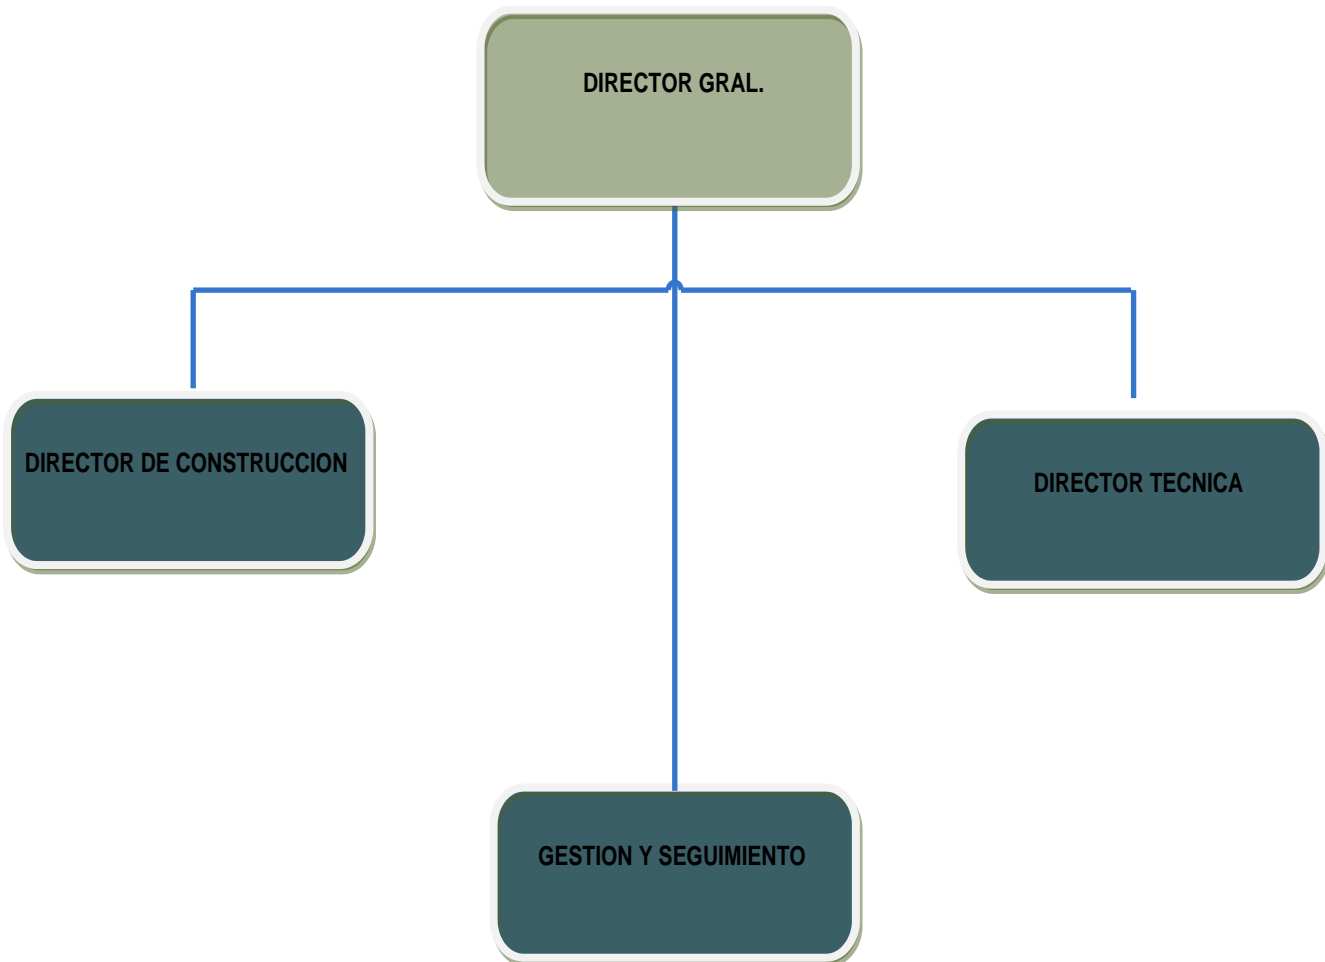 DIRECTOR GRAL.
DIRECTOR DE CONSTRUCCION
DIRECTOR TECNICA
GESTION Y SEGUIMIENTO